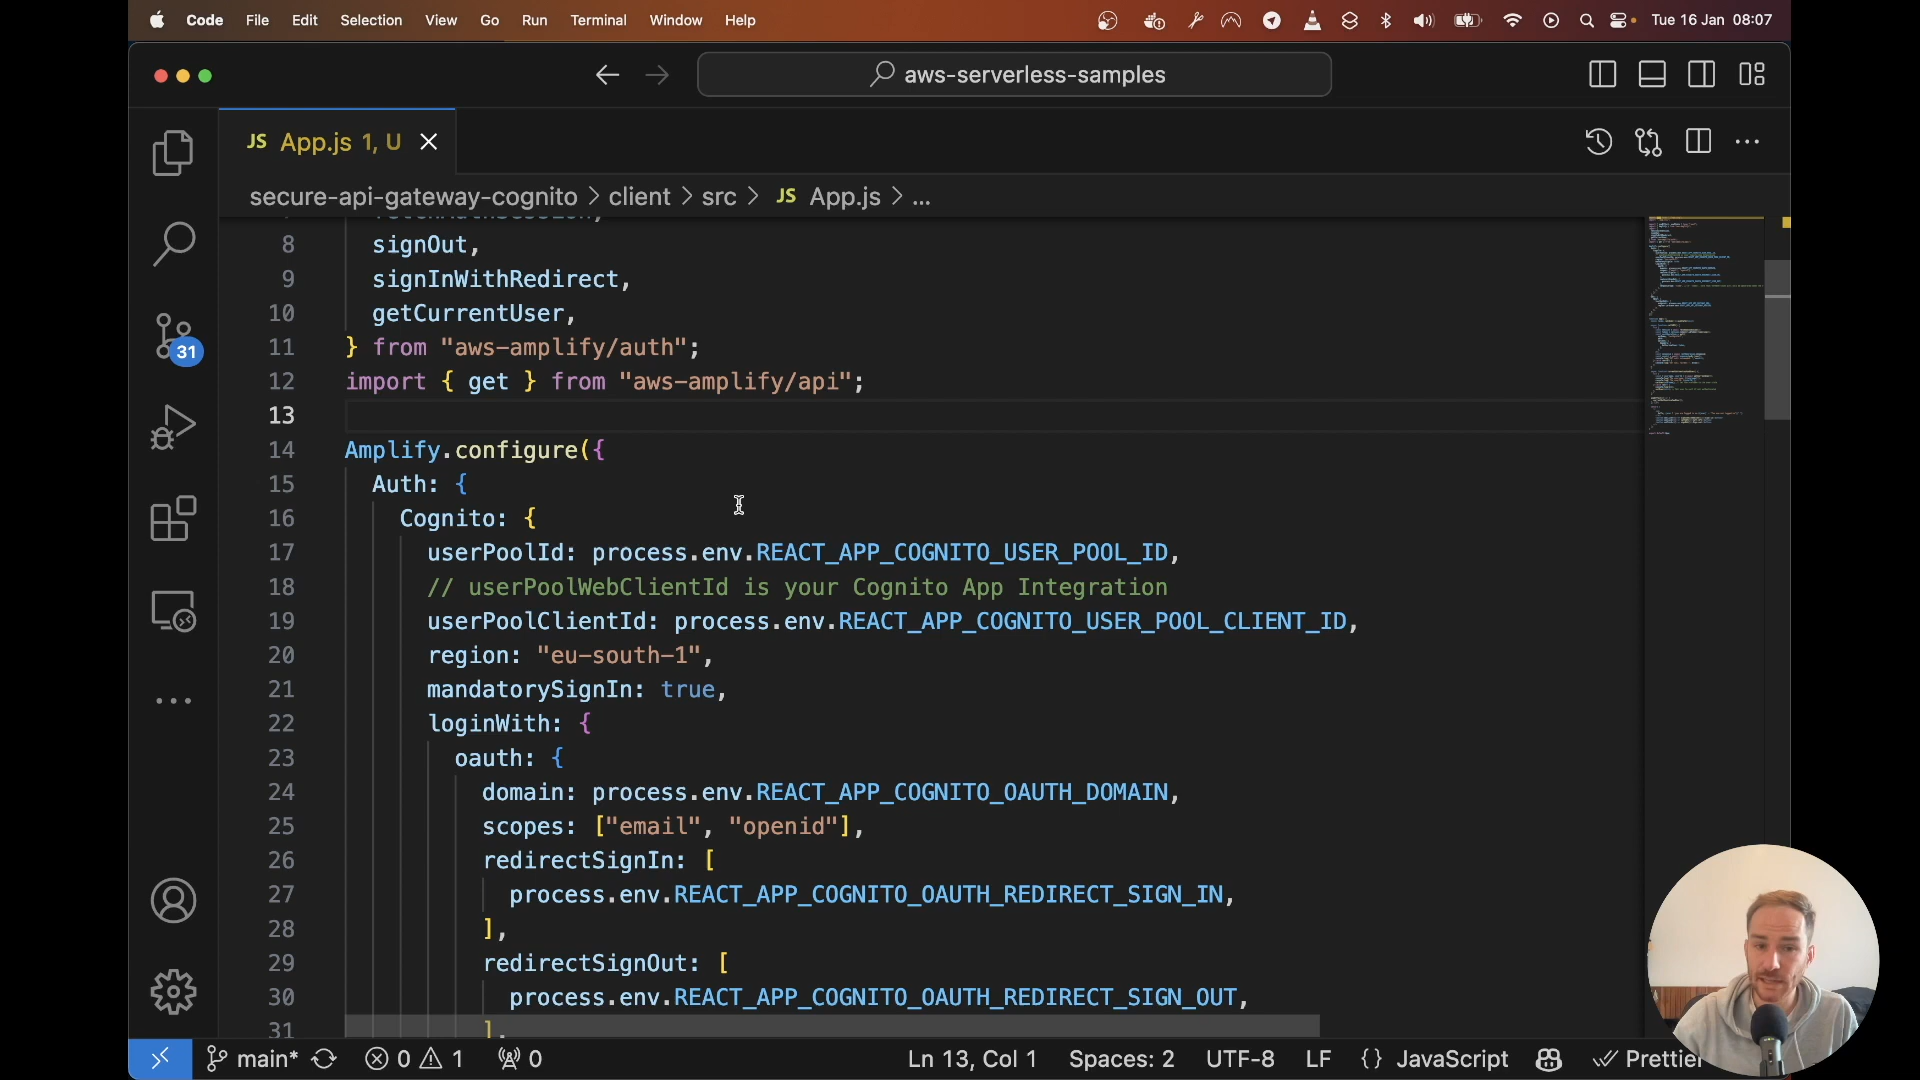 Code File Edit Selection View Go Run Terminal Window Help Tue 16 Jan 08:07
aws-serverless-samples
JS App.js 1, U
secure-api-gateway-cognito > client > src > JS App.js > ...
8 signOut,
9 signInWithRedirect,
10 getCurrentUser,
11 } from "aws-amplify/auth";
12 import { get } from "aws-amplify/api";
13
14 Amplify.configure({
15 Auth: {
16 Cognito: {
17 userPoolId: process.env.REACT_APP_COGNITO_USER_POOL_ID,
18 // userPoolWebClientId is your Cognito App Integration
19 userPoolClientId: process.env.REACT_APP_COGNITO_USER_POOL_CLIENT_ID,
20 region: "eu-south-1",
21 mandatorySignIn: true,
22 loginWith: {
23 oauth: {
24 domain: process.env.REACT_APP_COGNITO_OAUTH_DOMAIN,
25 scopes: ["email", "openid"],
26 redirectSignIn: [
27 process.env.REACT_APP_COGNITO_OAUTH_REDIRECT_SIGN_IN,
28 ],
29 redirectSignOut: [
30 process.env.REACT_APP_COGNITO_OAUTH_REDIRECT_SIGN_OUT,
31 ],
31
main* 0 1 0 Ln 13, Col 1 Spaces: 2 UTF-8 LF {} JavaScript Prettier